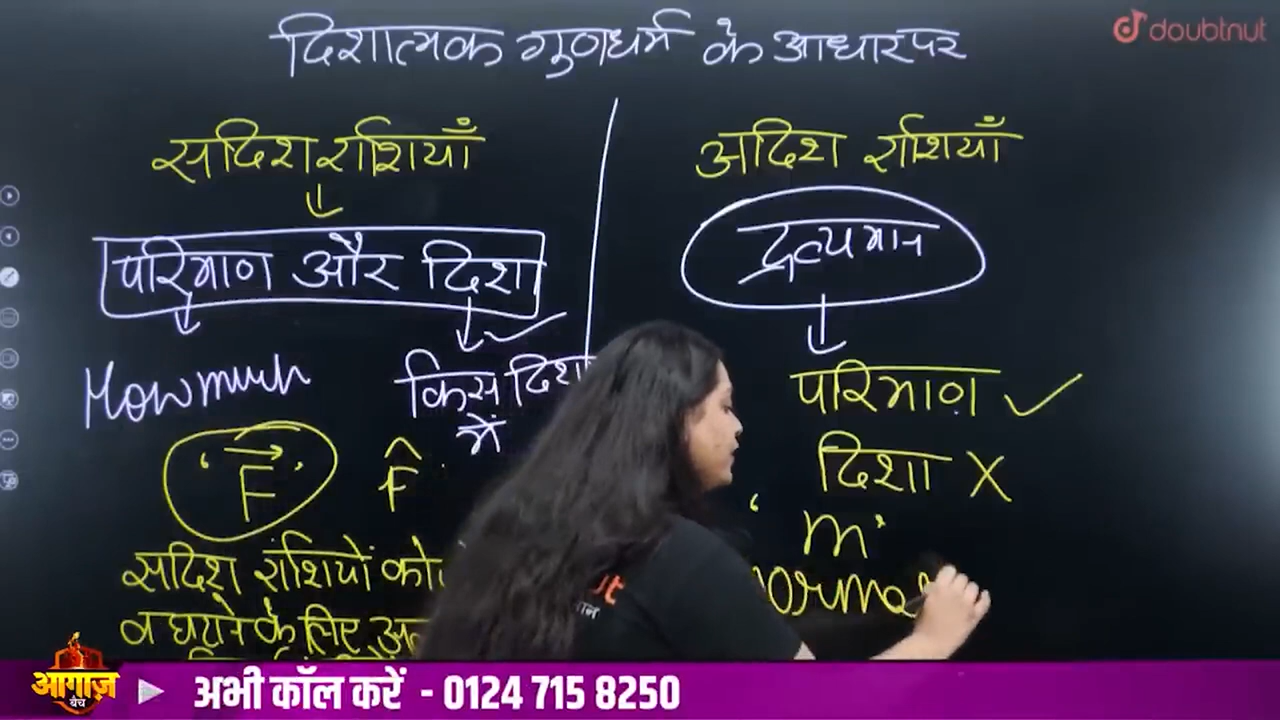 doubtnut
दिशात्मक गुणधर्म के आधार पर
सदिश राशियाँ
परिमाण और दिशा
How much
किस दिशा
में
'F' F̂
सदिश राशियों को
व घटाने के लिए
अदिश राशियाँ
द्रव्यमान
परिमाण ✓
दिशा X
'm'
आगाज़
बैच
अभी कॉल करें - 0124 715 8250